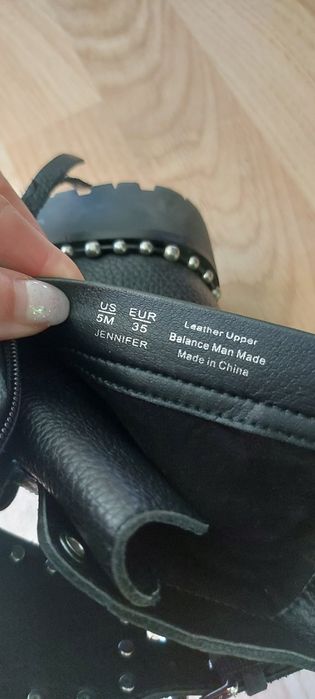 US EUR
5M 35
JENNIFER
Leather Upper
Balance Man Made
Made in China